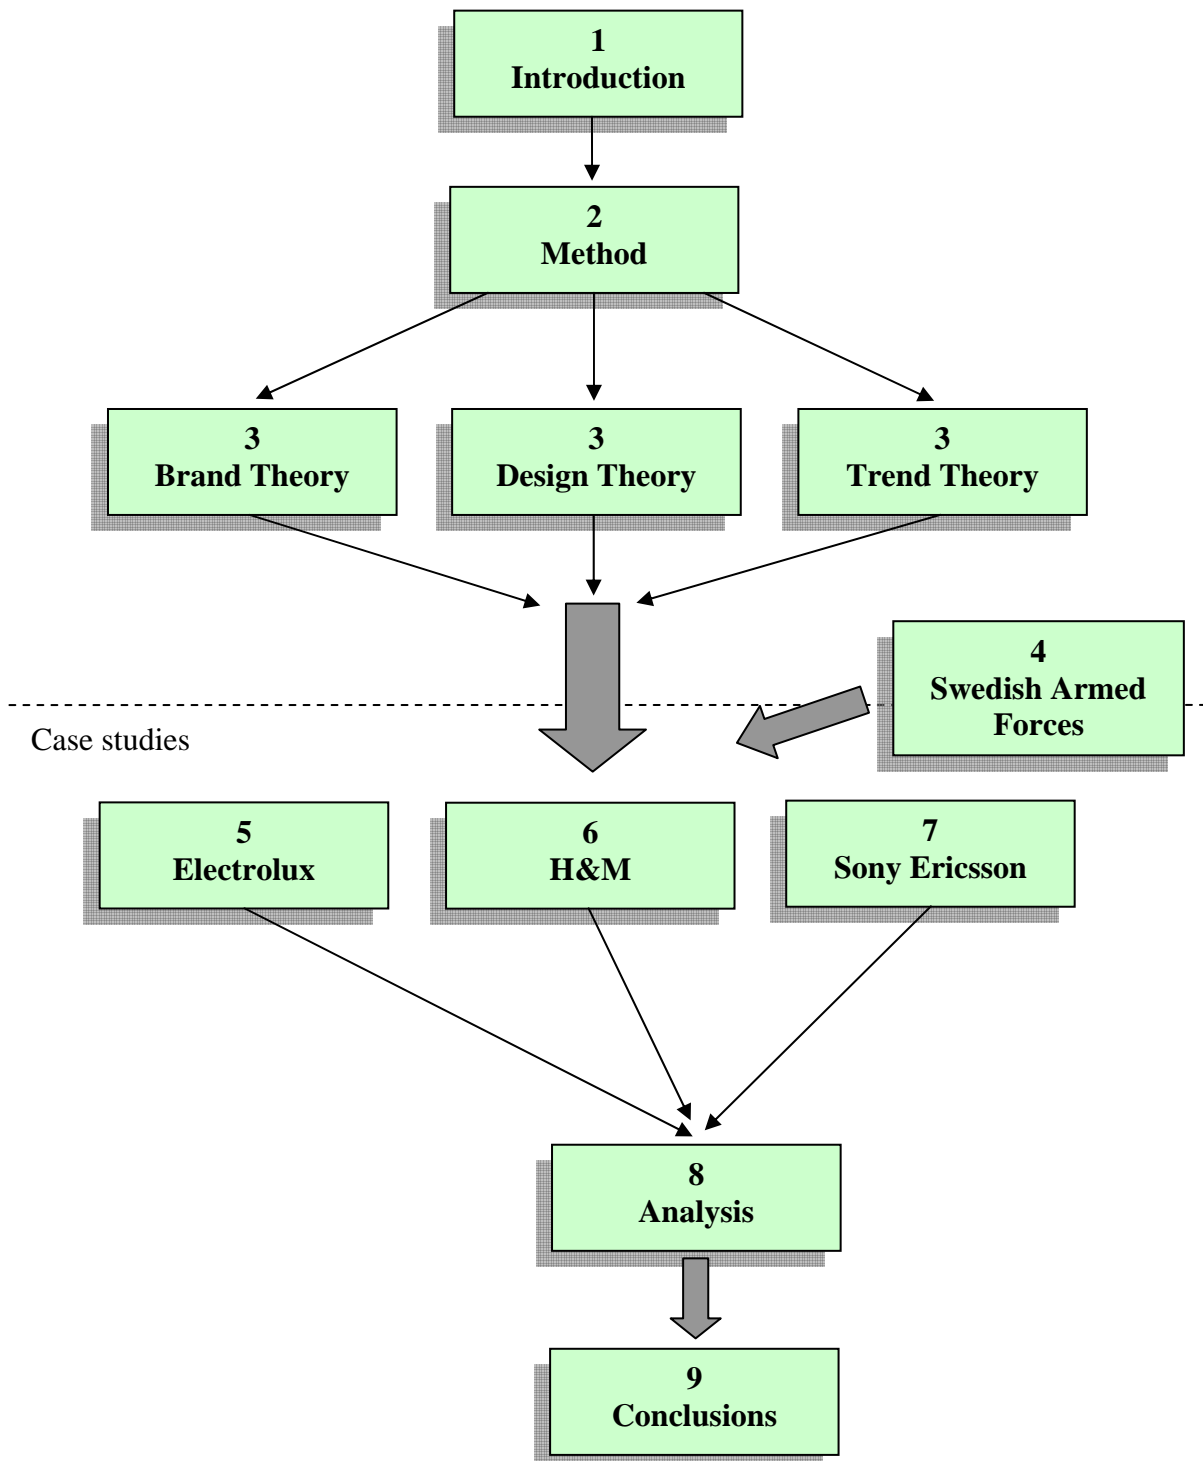 1
Introduction
2
Method
3
Brand Theory
3
Design Theory
3
Trend Theory
4
Swedish Armed
Forces
Case studies
5
Electrolux
6
H&M
7
Sony Ericsson
8
Analysis
9
Conclusions